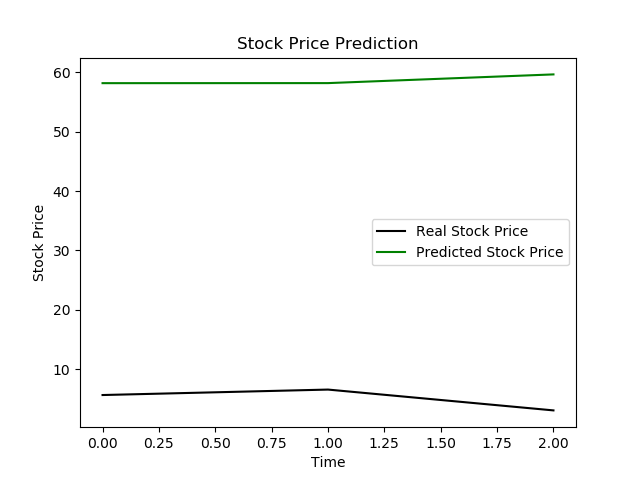 Stock Price Prediction
60
50
40
30
20
10
Stock Price
Real Stock Price
Predicted Stock Price
0.00 0.25 0.50 0.75 1.00 1.25 1.50 1.75 2.00
Time